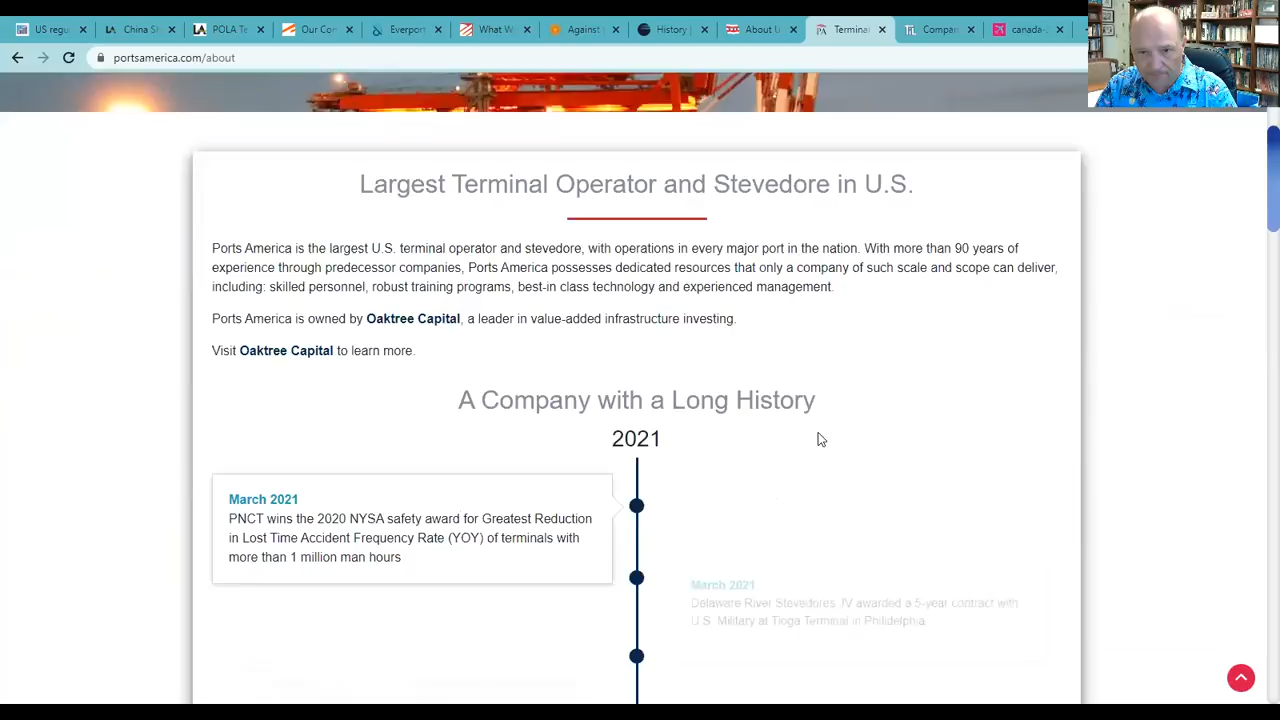 US regu
China Sh
POLA Te
Our Cor
Everport
What W
Against
History
About U
Terminal
Compan
canada-
portsamerica.com/about
Largest Terminal Operator and Stevedore in U.S.
Ports America is the largest U.S. terminal operator and stevedore, with operations in every major port in the nation. With more than 90 years of
experience through predecessor companies, Ports America possesses dedicated resources that only a company of such scale and scope can deliver,
including: skilled personnel, robust training programs, best-in class technology and experienced management.
Ports America is owned by Oaktree Capital, a leader in value-added infrastructure investing.
Visit Oaktree Capital to learn more.
A Company with a Long History
2021
March 2021
PNCT wins the 2020 NYSA safety award for Greatest Reduction
in Lost Time Accident Frequency Rate (YOY) of terminals with
more than 1 million man hours
March 2021
Delaware River Stevedores JV awarded a 5-year contract with
U.S. Military at Tioga Terminal in Philidelphia